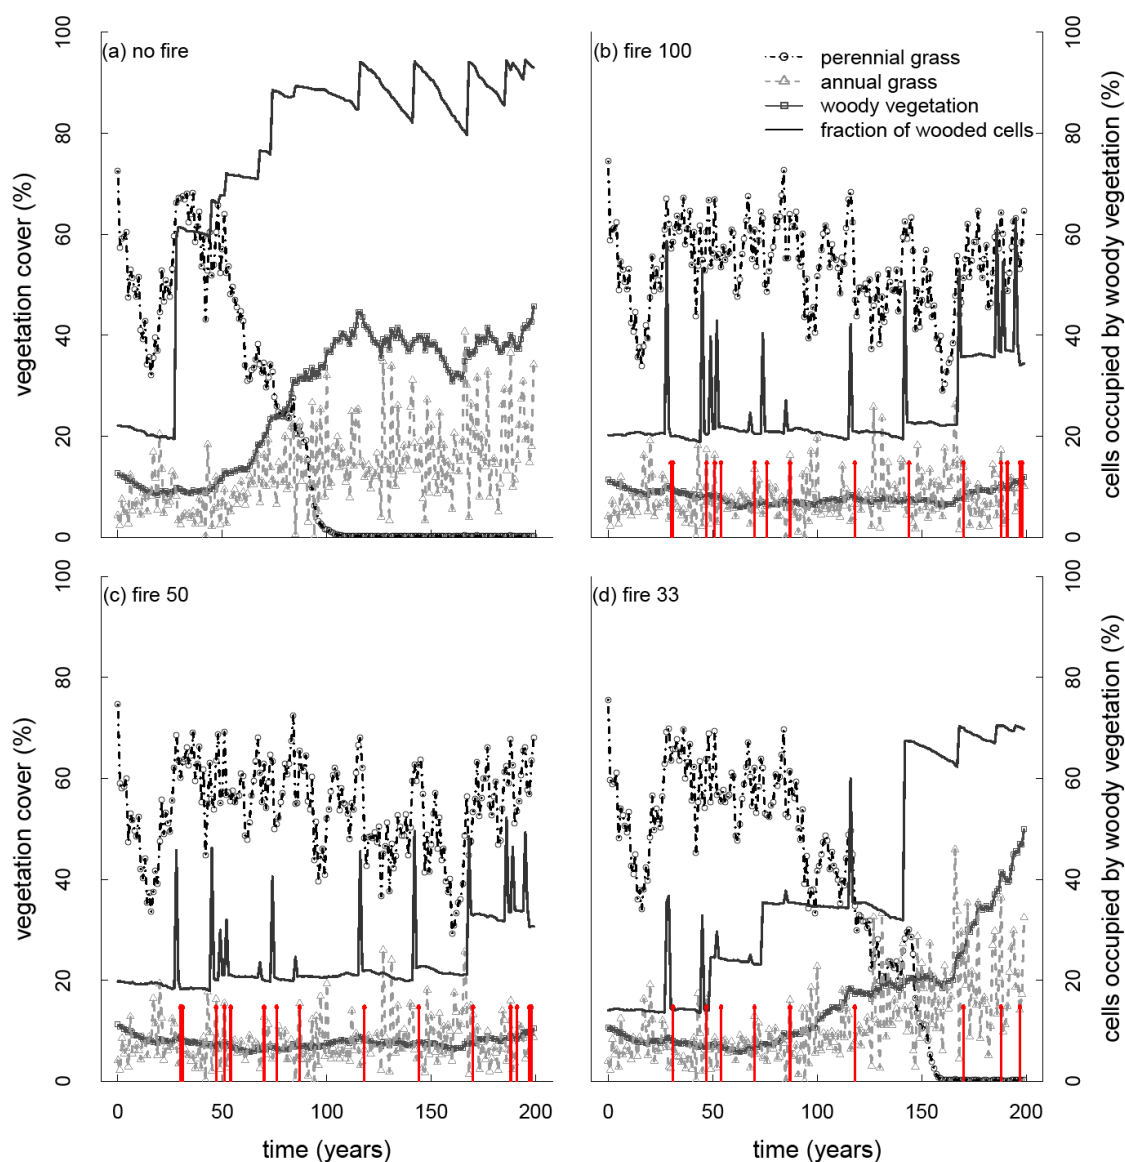 (a) no fire
(b) fire 100
perennial grass
annual grass
woody vegetation
fraction of wooded cells
vegetation cover (%)
0 20 40 60 80 100
cells occupied by woody vegetation (%)
0 20 40 60 80 100
(c) fire 50
(d) fire 33
vegetation cover (%)
0 20 40 60 80 100
cells occupied by woody vegetation (%)
0 20 40 60 80 100
0 50 100 150 200
0 50 100 150 200
time (years)
time (years)